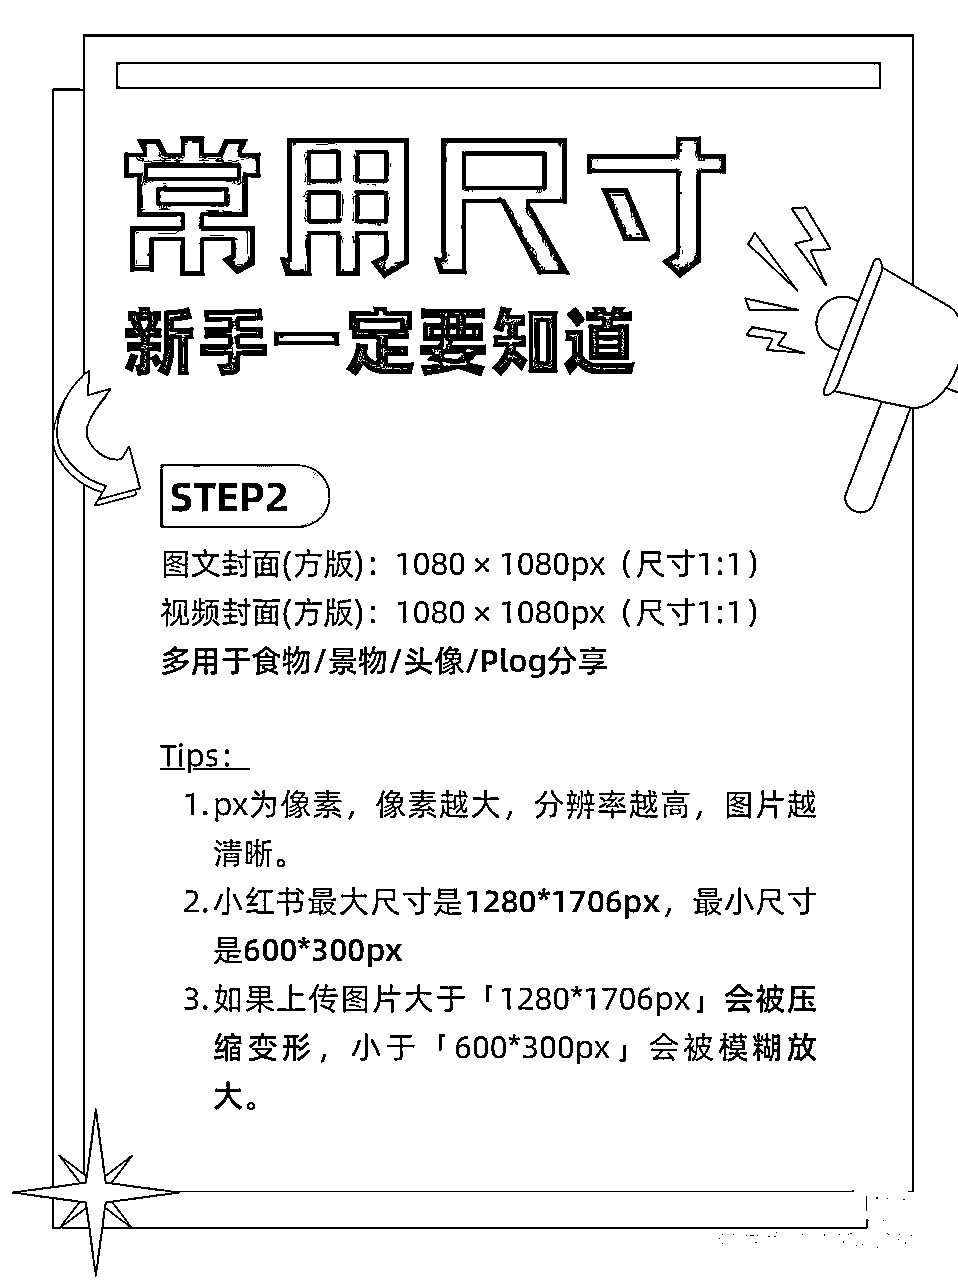 常用尺寸
新手一定要知道
STEP2
图文封面(方版)：1080 × 1080px（尺寸1:1）
视频封面(方版)：1080 × 1080px（尺寸1:1）
多用于食物/景物/头像/Plog分享
Tips：
1.px为像素，像素越大，分辨率越高，图片越
清晰。
2.小红书最大尺寸是1280*1706px，最小尺寸
是600*300px
3.如果上传图片大于「1280*1706px」会被压
缩变形，小于「600*300px」会被模糊放
大。